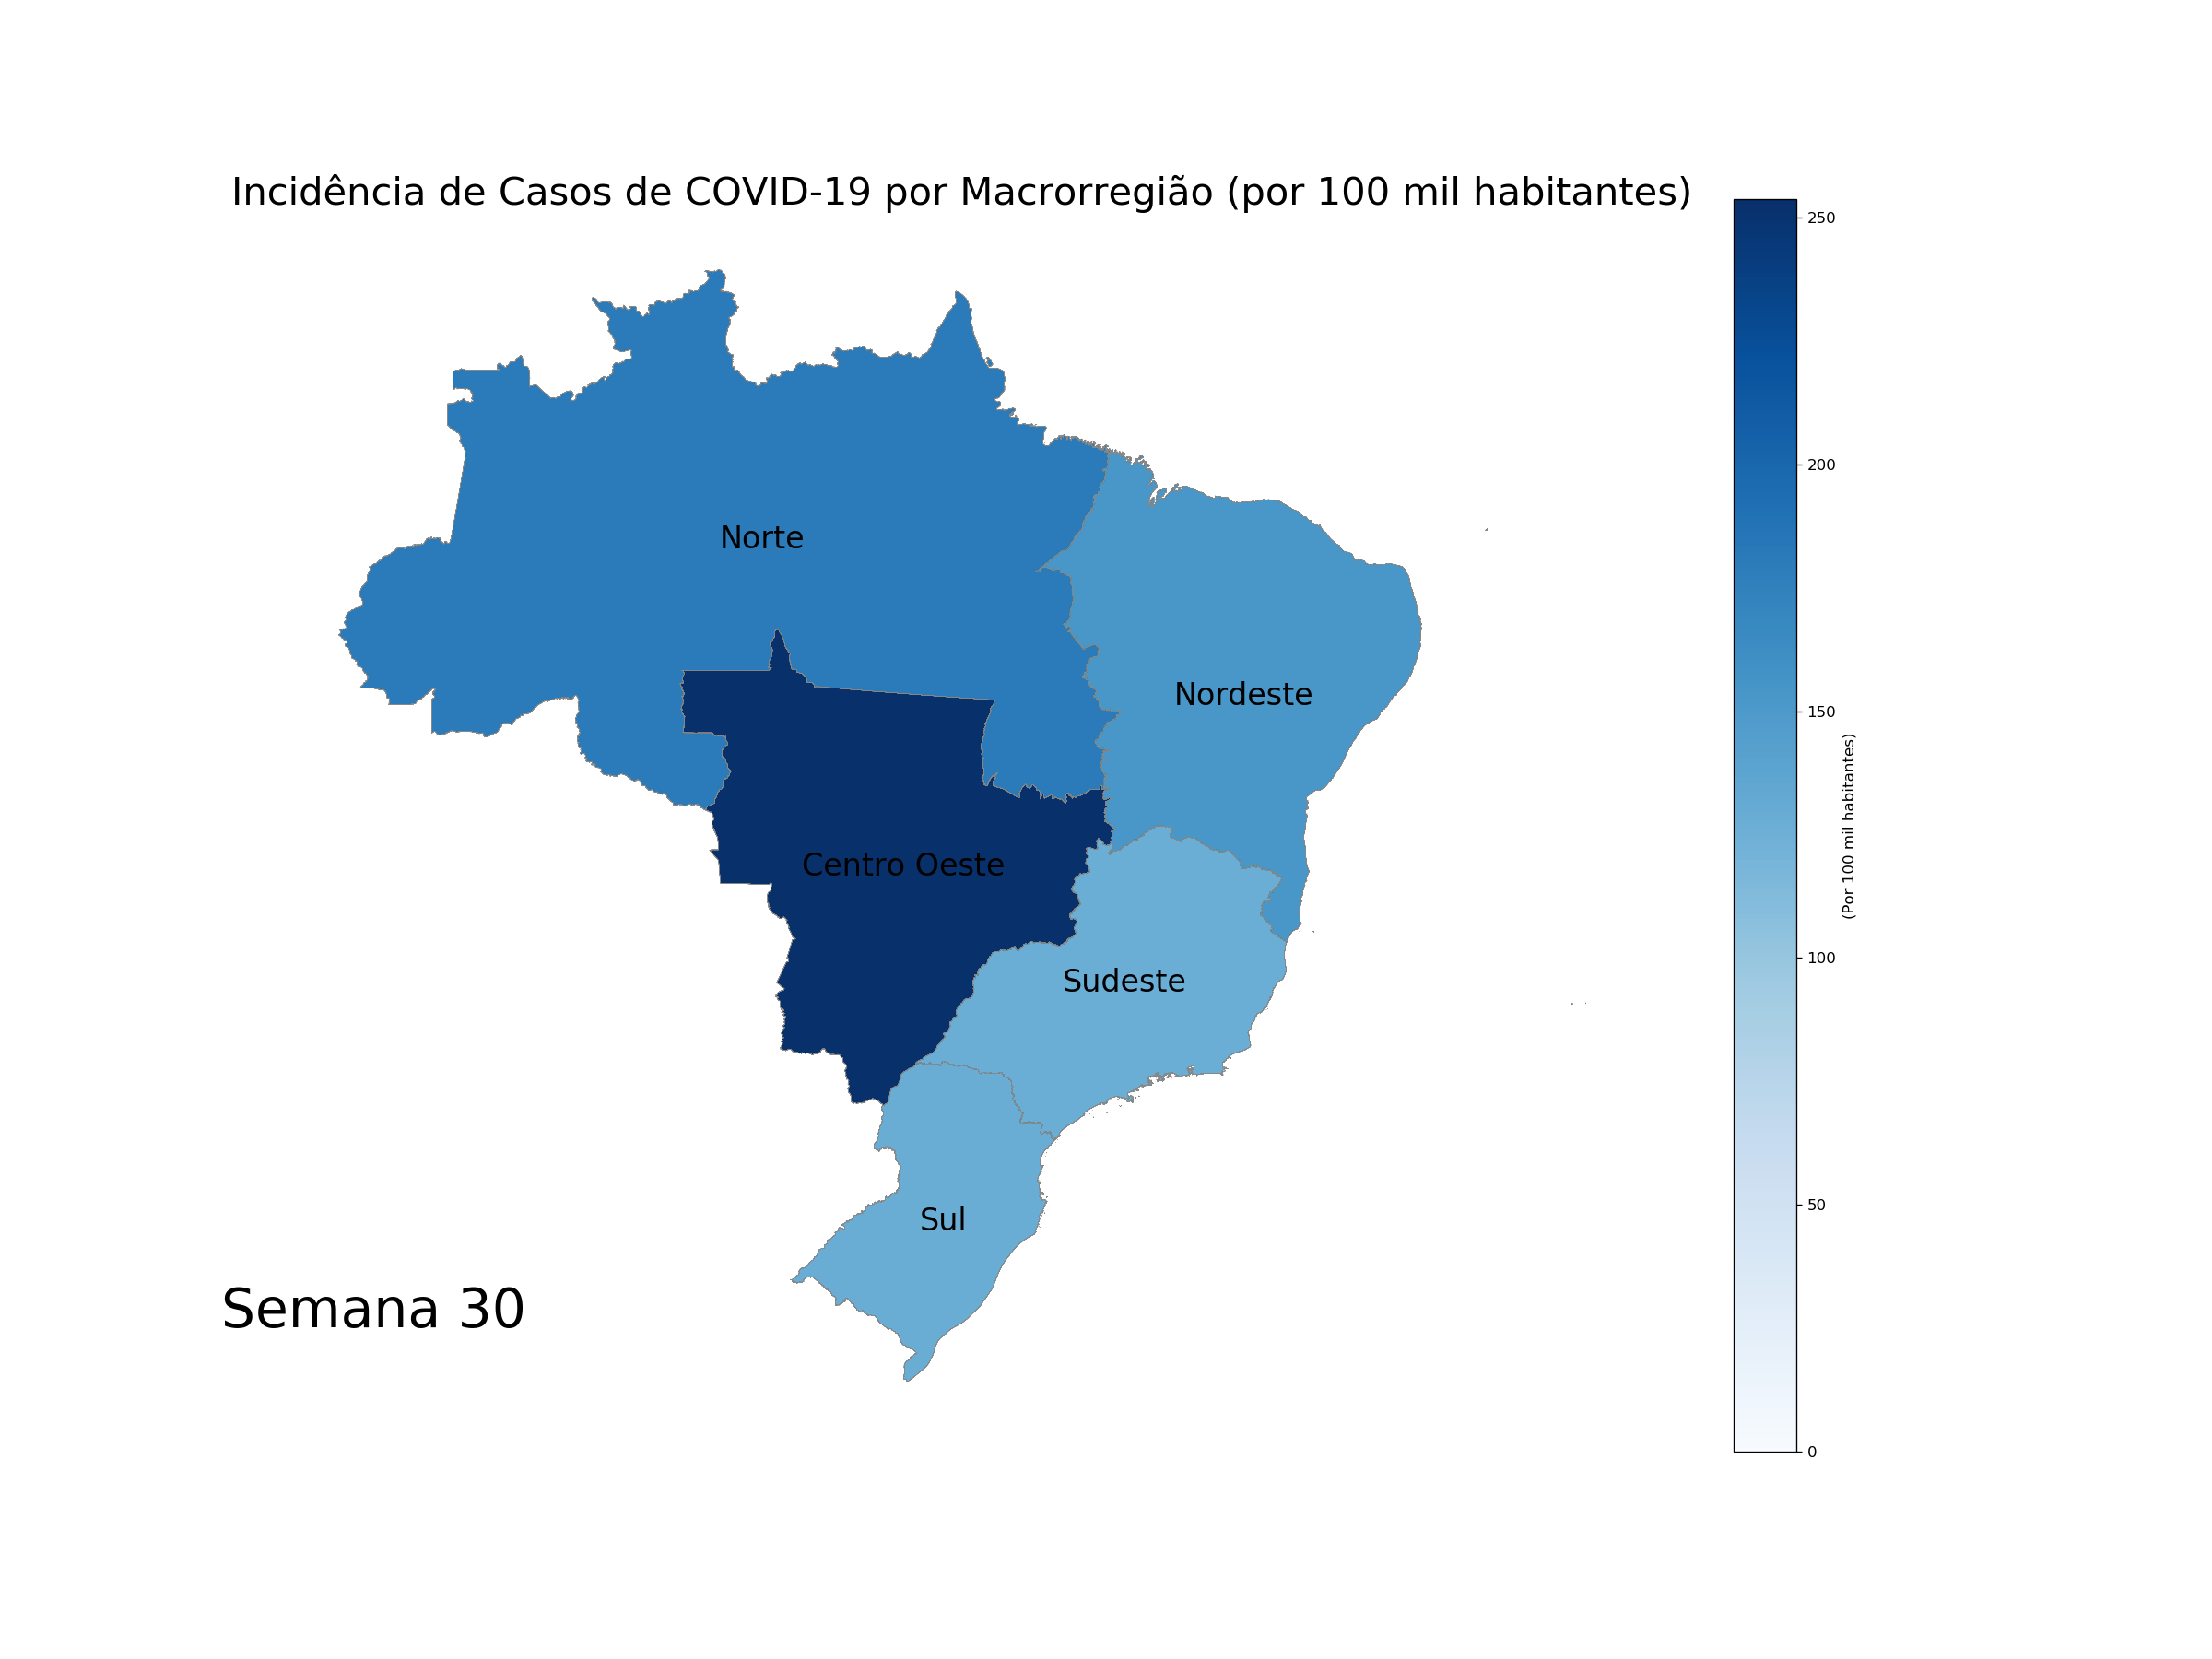 Incidência de Casos de COVID-19 por Macrorregião (por 100 mil habitantes)
Norte
Nordeste
Centro Oeste
Sudeste
Sul
Semana 30
250
200
150
100
50
0
(Por 100 mil habitantes)